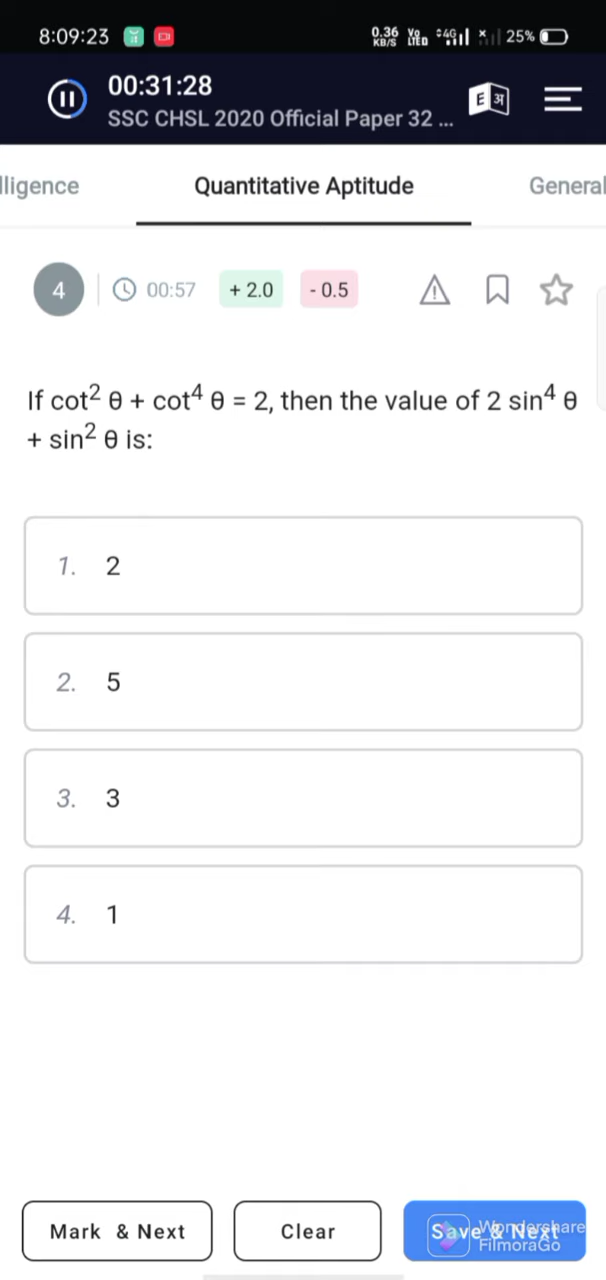 8:09:23 0.36 KB/S 4G 25%
00:31:28
SSC CHSL 2020 Official Paper 32 ...
E अ
lligence Quantitative Aptitude General
4 00:57 + 2.0 - 0.5
If cot² θ + cot⁴ θ = 2, then the value of 2 sin⁴ θ
+ sin² θ is:
1. 2
2. 5
3. 3
4. 1
Mark & Next Clear Save & Next
Wondershare
FilmoraGo